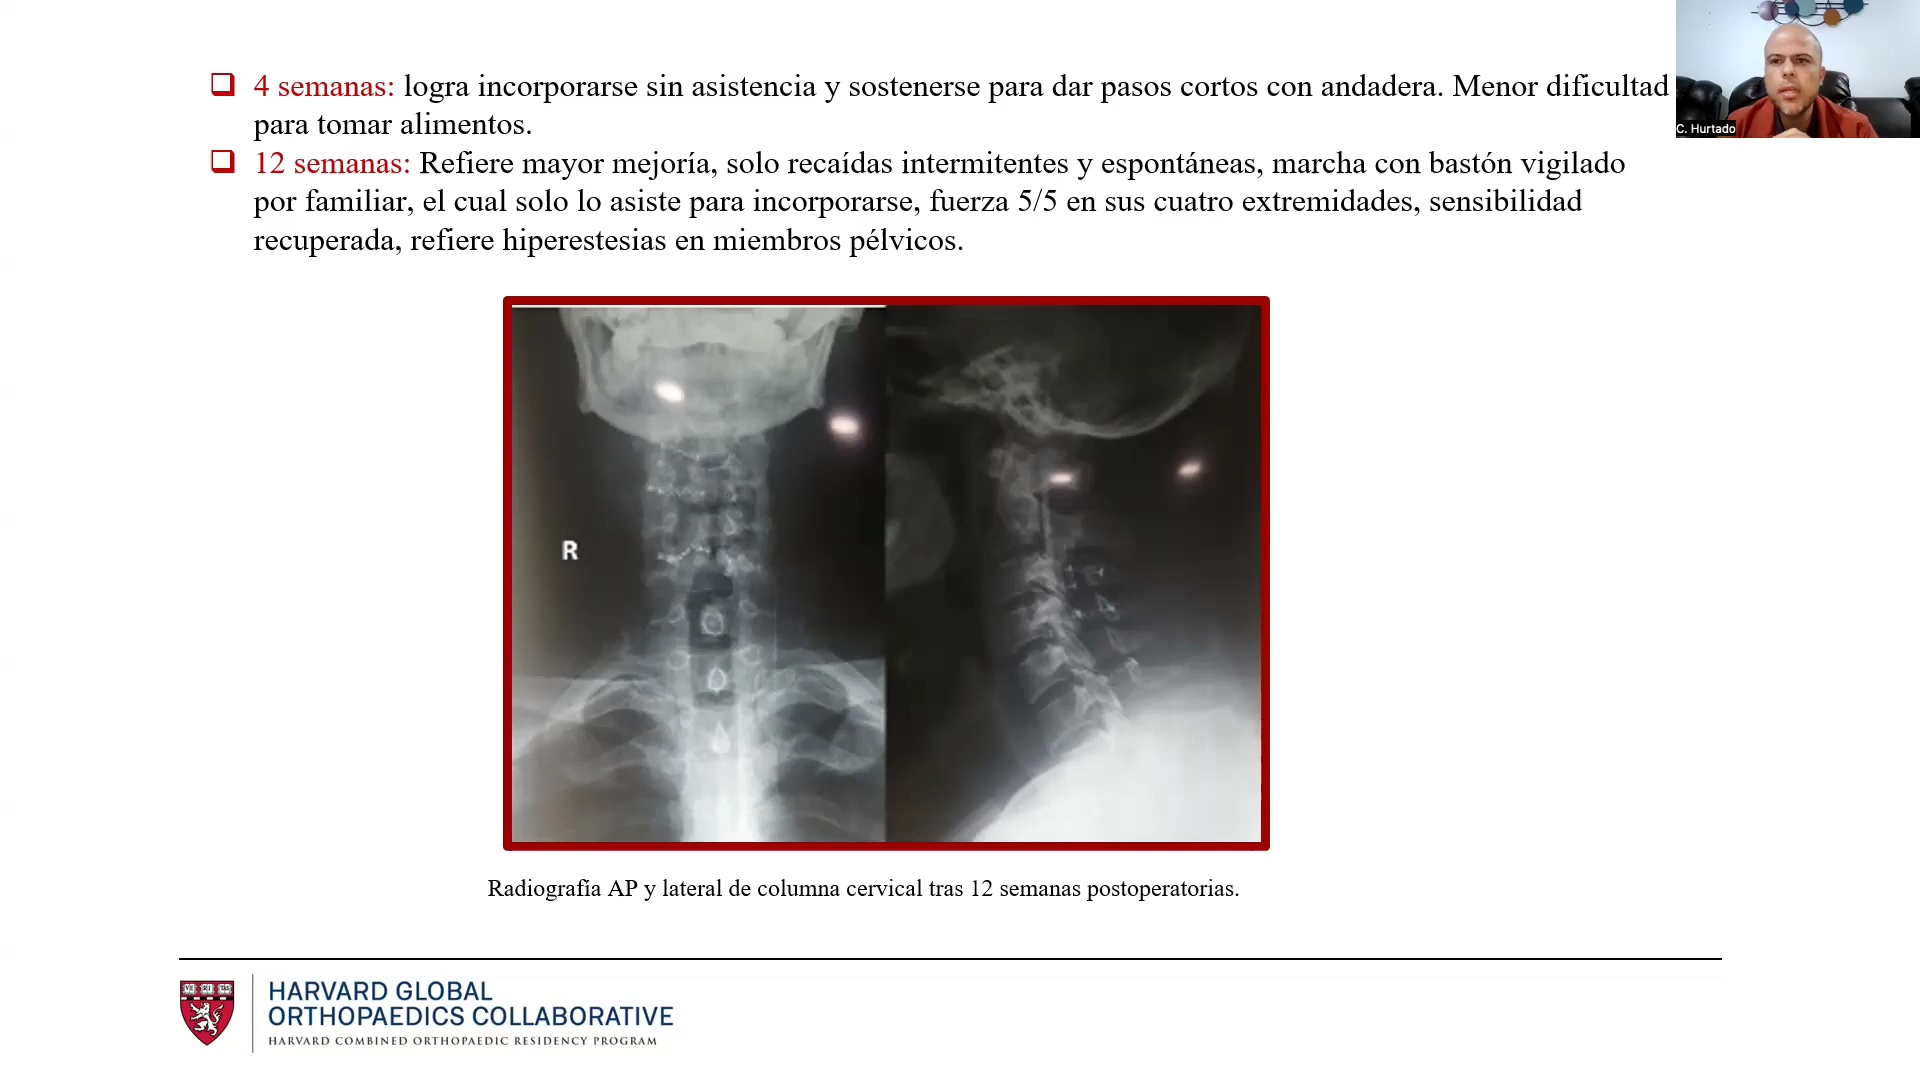 4 semanas: logra incorporarse sin asistencia y sostenerse para dar pasos cortos con andadera. Menor dificultad
para tomar alimentos.
12 semanas: Refiere mayor mejoría, solo recaídas intermitentes y espontáneas, marcha con bastón vigilado
por familiar, el cual solo lo asiste para incorporarse, fuerza 5/5 en sus cuatro extremidades, sensibilidad
recuperada, refiere hiperestesias en miembros pélvicos.
C. Hurtado
R
Radiografía AP y lateral de columna cervical tras 12 semanas postoperatorias.
VE RI TAS
HARVARD GLOBAL
ORTHOPAEDICS COLLABORATIVE
HARVARD COMBINED ORTHOPAEDIC RESIDENCY PROGRAM